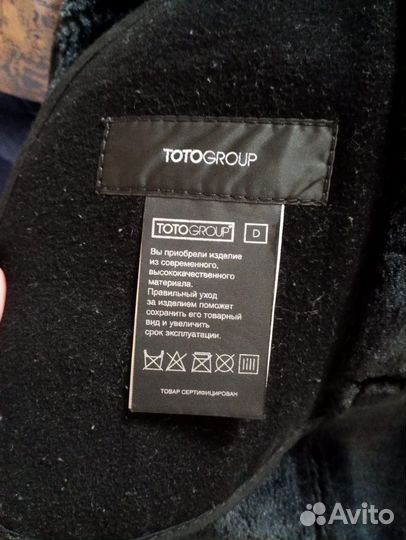 TOTOGROUP
TOTOGROUP D
Вы приобрели изделие
из современного,
высококачественного
материала.
Правильный уход
за изделием поможет
сохранить его товарный
вид и увеличить
срок эксплуатации.
ТОВАР СЕРТИФИЦИРОВАН
Avito